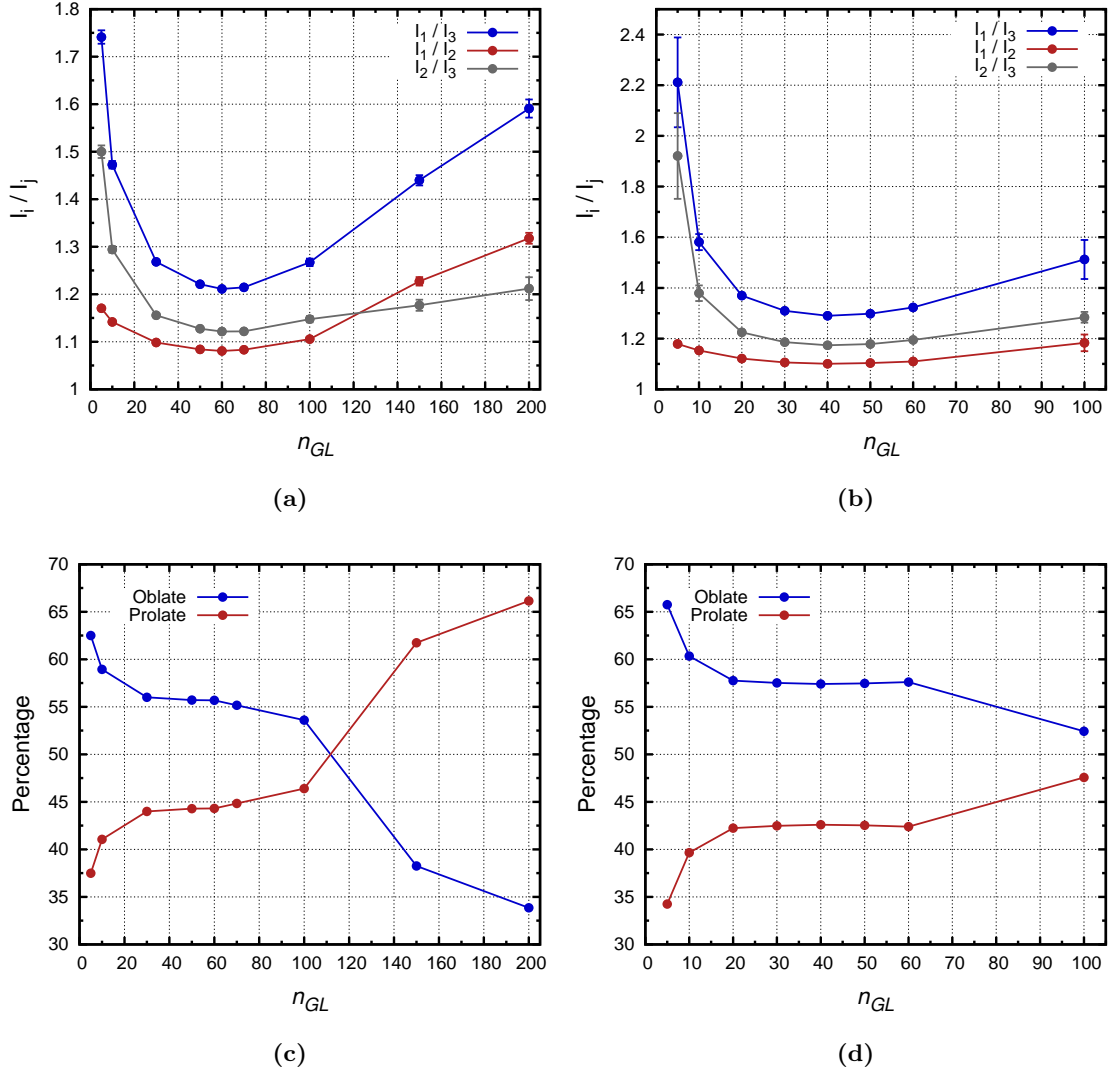 1.8
1.7
1.6
1.5
1.4
1.3
1.2
1.1
1
I_i / I_j
I_1 / I_3
I_1 / I_2
I_2 / I_3
0 20 40 60 80 100 120 140 160 180 200
n_GL
(a)
2.4
2.2
2
1.8
1.6
1.4
1.2
1
I_i / I_j
I_1 / I_3
I_1 / I_2
I_2 / I_3
0 10 20 30 40 50 60 70 80 90 100
n_GL
(b)
70
65
60
55
50
45
40
35
30
Percentage
Oblate
Prolate
0 20 40 60 80 100 120 140 160 180 200
n_GL
(c)
70
65
60
55
50
45
40
35
30
Percentage
Oblate
Prolate
0 10 20 30 40 50 60 70 80 90 100
n_GL
(d)